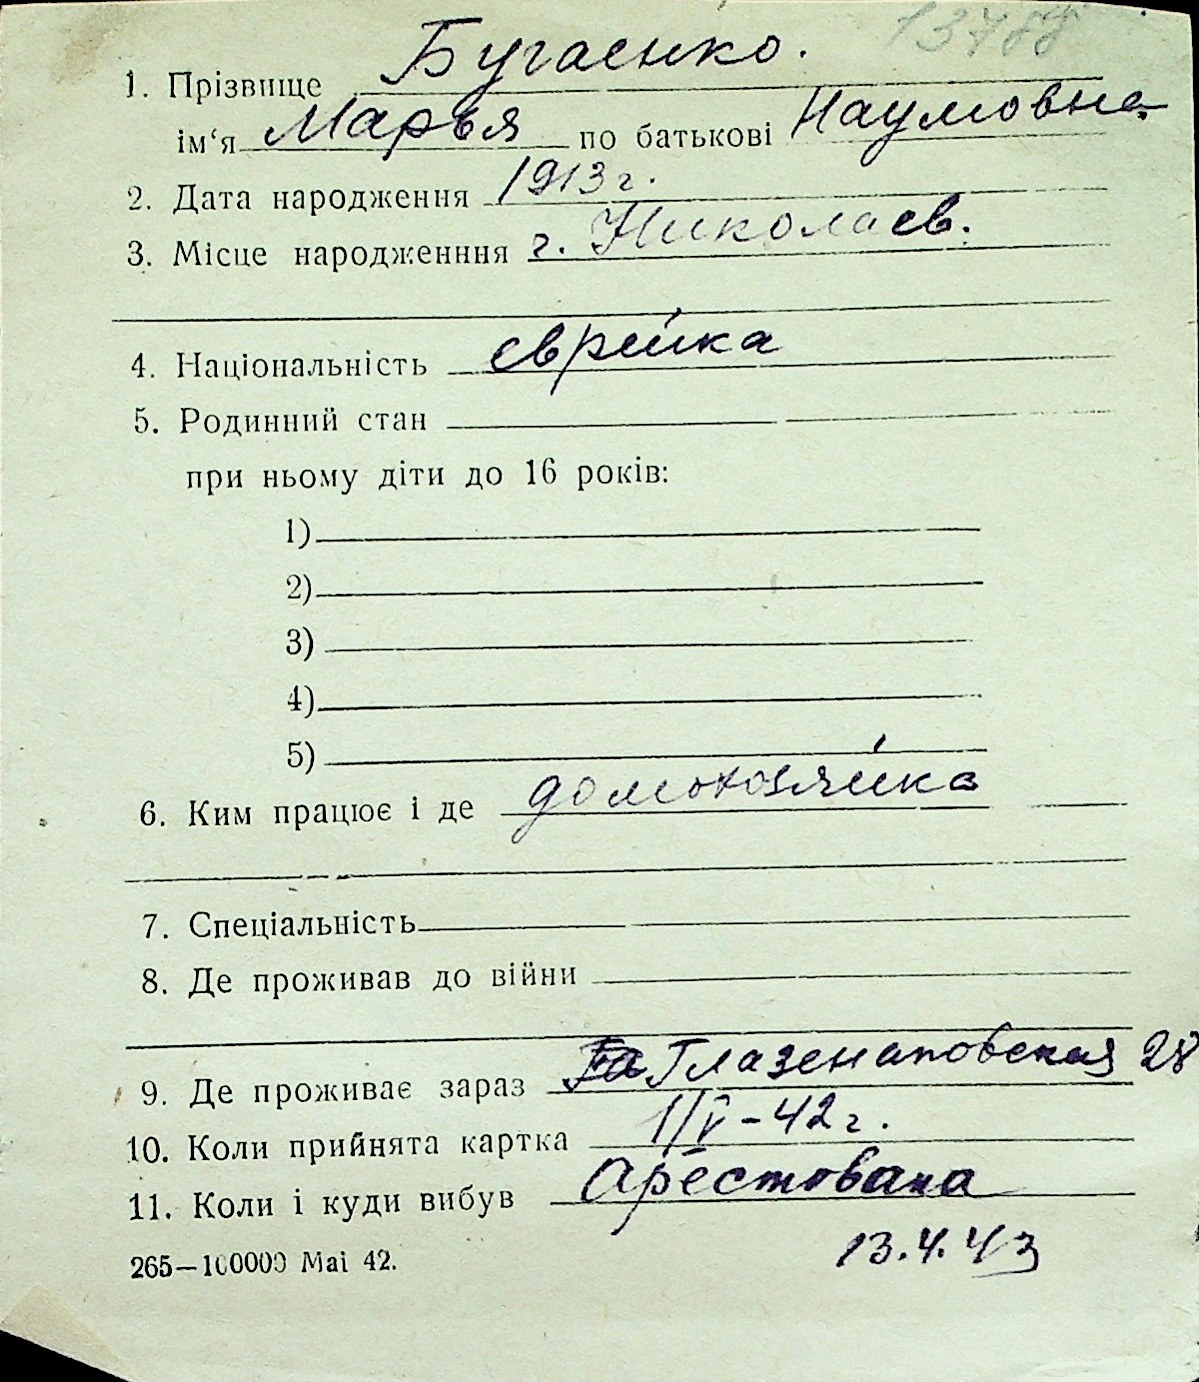 13788
1. Прізвище Бугаенко.
ім‘я Марья по батькові Наумовна
2. Дата народження 1913 г.
3. Місце народженння г. Николаев.
4. Національність еврейка
5. Родинний стан
при ньому діти до 16 років:
1)
2)
3)
4)
5)
6. Ким працює і де домохозяйка
7. Спеціальність
8. Де проживав до війни
9. Де проживає зараз Глазенаповская 28
10. Коли прийнята картка 1/V-42 г.
11. Коли і куди вибув Арестована
265—100000 Mai 42.
13.4.43